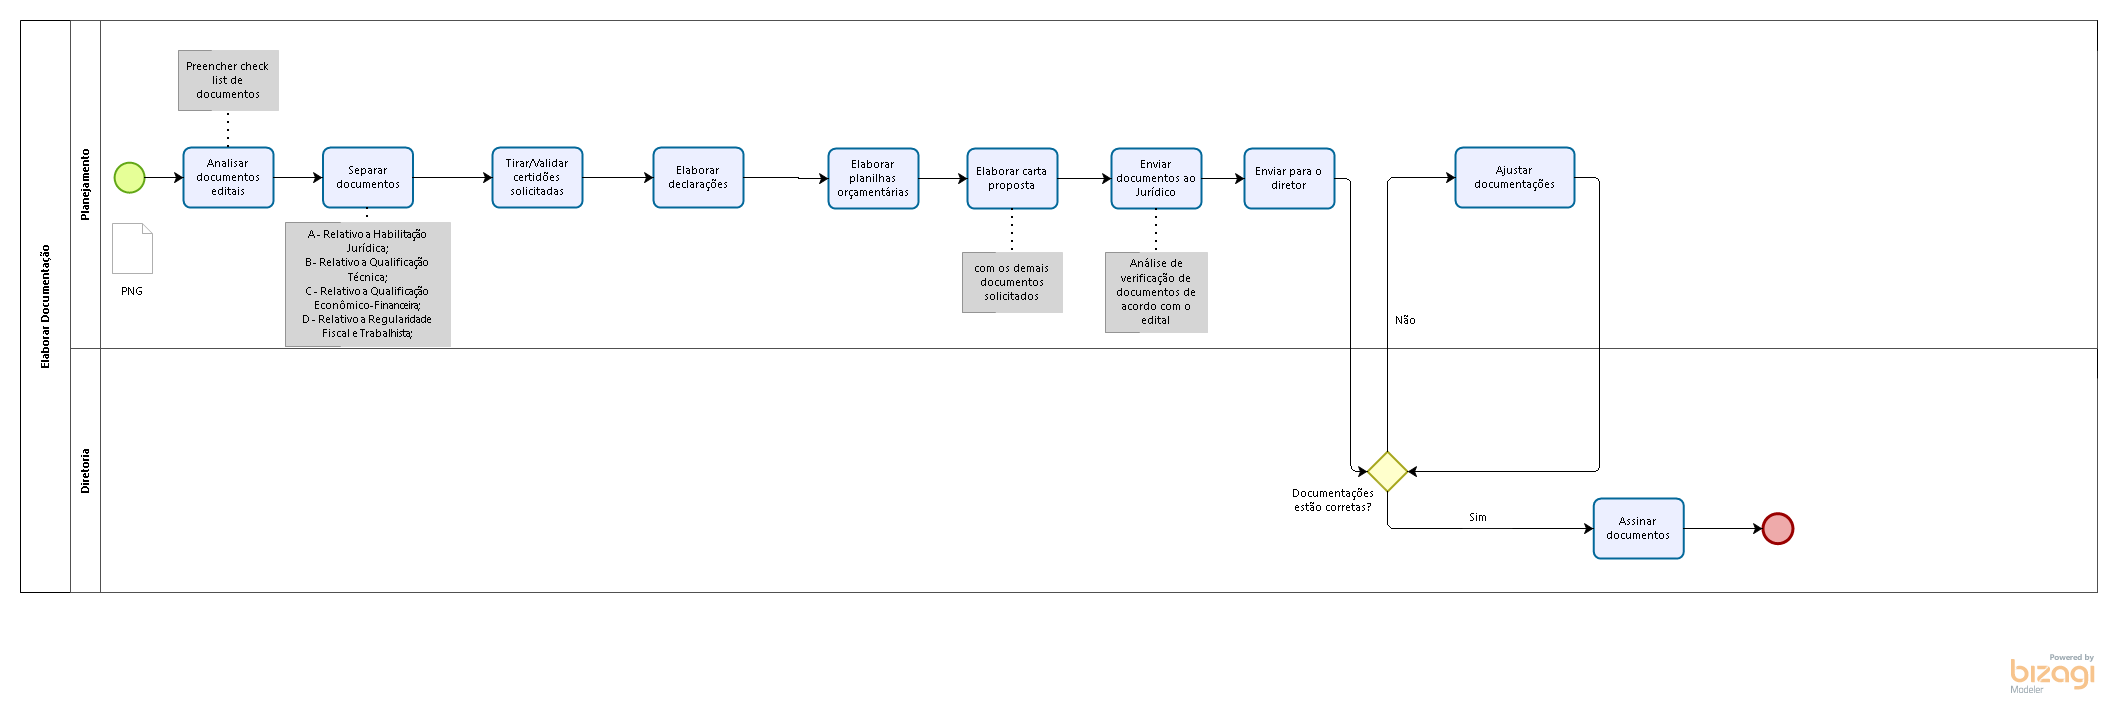 Elaborar Documentação
Planejamento
Preencher check
list de
documentos
Analisar
documentos
editais
Separar
documentos
Tirar/Validar
certidões
solicitadas
Elaborar
declarações
Elaborar
planilhas
orçamentárias
Elaborar carta
proposta
Enviar
documentos ao
Jurídico
Enviar para o
diretor
Ajustar
documentações
PNG
A - Relativo a Habilitação
Jurídica;
B- Relativo a Qualificação
Técnica;
C - Relativo a Qualificação
Econômico-Financeira;
D - Relativo a Regularidade
Fiscal e Trabalhista;
com os demais
documentos
solicitados
Análise de
verificação de
documentos de
acordo com o
edital
Não
Diretoria
Documentações
estão corretas?
Sim
Assinar
documentos
Powered by
bizagi
Modeler